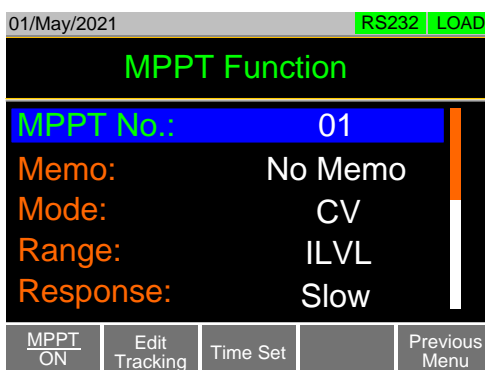 01/May/2021 RS232 LOAD
MPPT Function
MPPT No.: 01
Memo: No Memo
Mode: CV
Range: ILVL
Response: Slow
MPPT Edit Time Set Previous
ON Tracking Menu